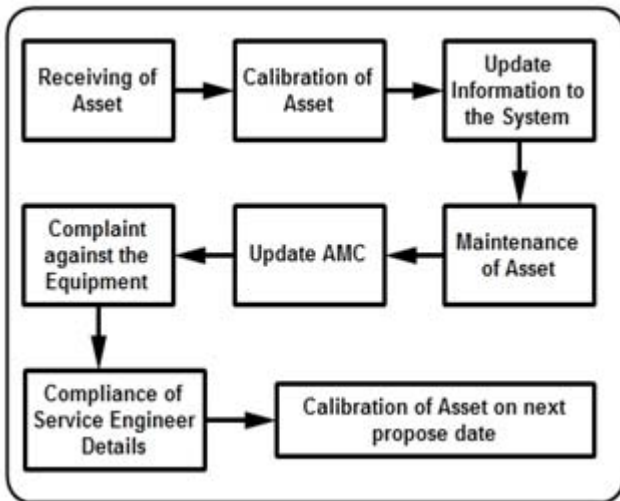 Receiving of
Asset
Calibration of
Asset
Update
Information to
the System
Maintenance
of Asset
Update AMC
Complaint
against the
Equipment
Compliance of
Service Engineer
Details
Calibration of Asset on next
propose date